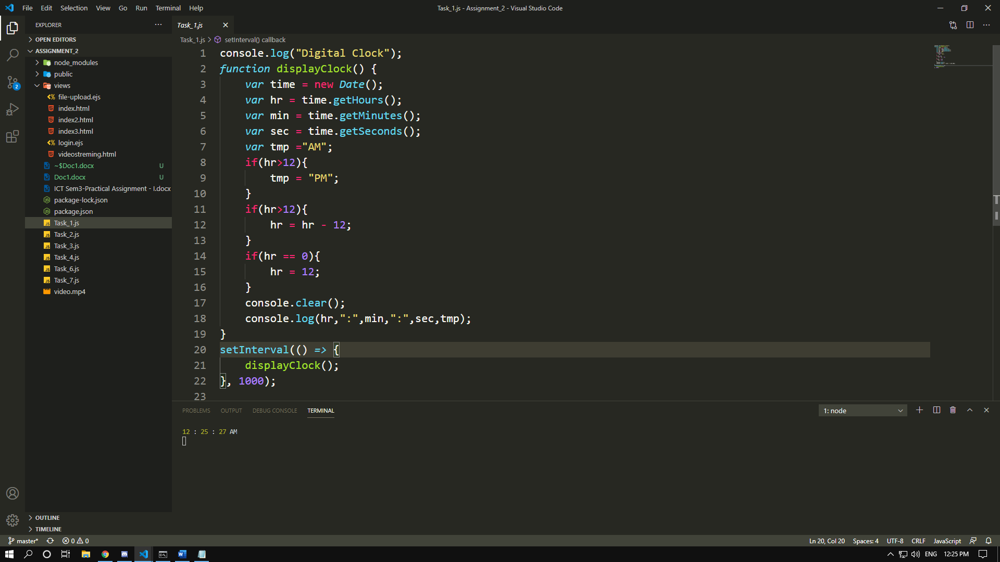 File Edit Selection View Go Run Terminal Help
Task_1.js - Assignment_2 - Visual Studio Code
EXPLORER
OPEN EDITORS
ASSIGNMENT_2
node_modules
public
views
file-upload.ejs
index.html
index2.html
index3.html
login.ejs
videostreming.html
~$Doc1.docx U
Doc1.docx U
ICT Sem3-Practical Assignment - I.docx
package-lock.json
package.json
Task_1.js
Task_2.js
Task_3.js
Task_4.js
Task_6.js
Task_7.js
video.mp4
OUTLINE
TIMELINE
2
Task_1.js
Task_1.js > setInterval() callback
1 console.log("Digital Clock");
2 function displayClock() {
3 var time = new Date();
4 var hr = time.getHours();
5 var min = time.getMinutes();
6 var sec = time.getSeconds();
7 var tmp ="AM";
8 if(hr>12){
9 tmp = "PM";
10 }
11 if(hr>12){
12 hr = hr - 12;
13 }
14 if(hr == 0){
15 hr = 12;
16 }
17 console.clear();
18 console.log(hr,":",min,":",sec,tmp);
19 }
20 setInterval(() => {
21 displayClock();
22 }, 1000);
23
PROBLEMS OUTPUT DEBUG CONSOLE TERMINAL
1: node
12 : 25 : 27 AM
master* 0 0
Ln 20, Col 20 Spaces: 4 UTF-8 CRLF JavaScript
ENG 12:25 PM